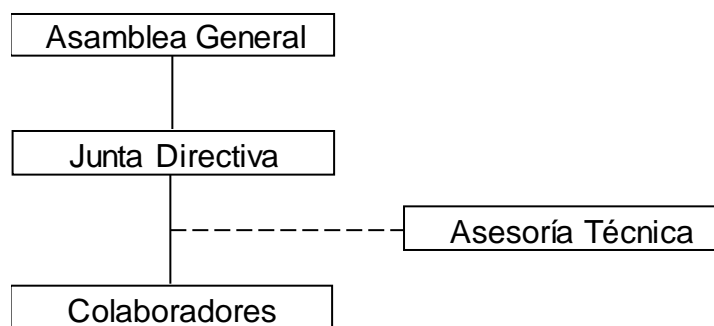 Asamblea General
Junta Directiva
Asesoría Técnica
Colaboradores